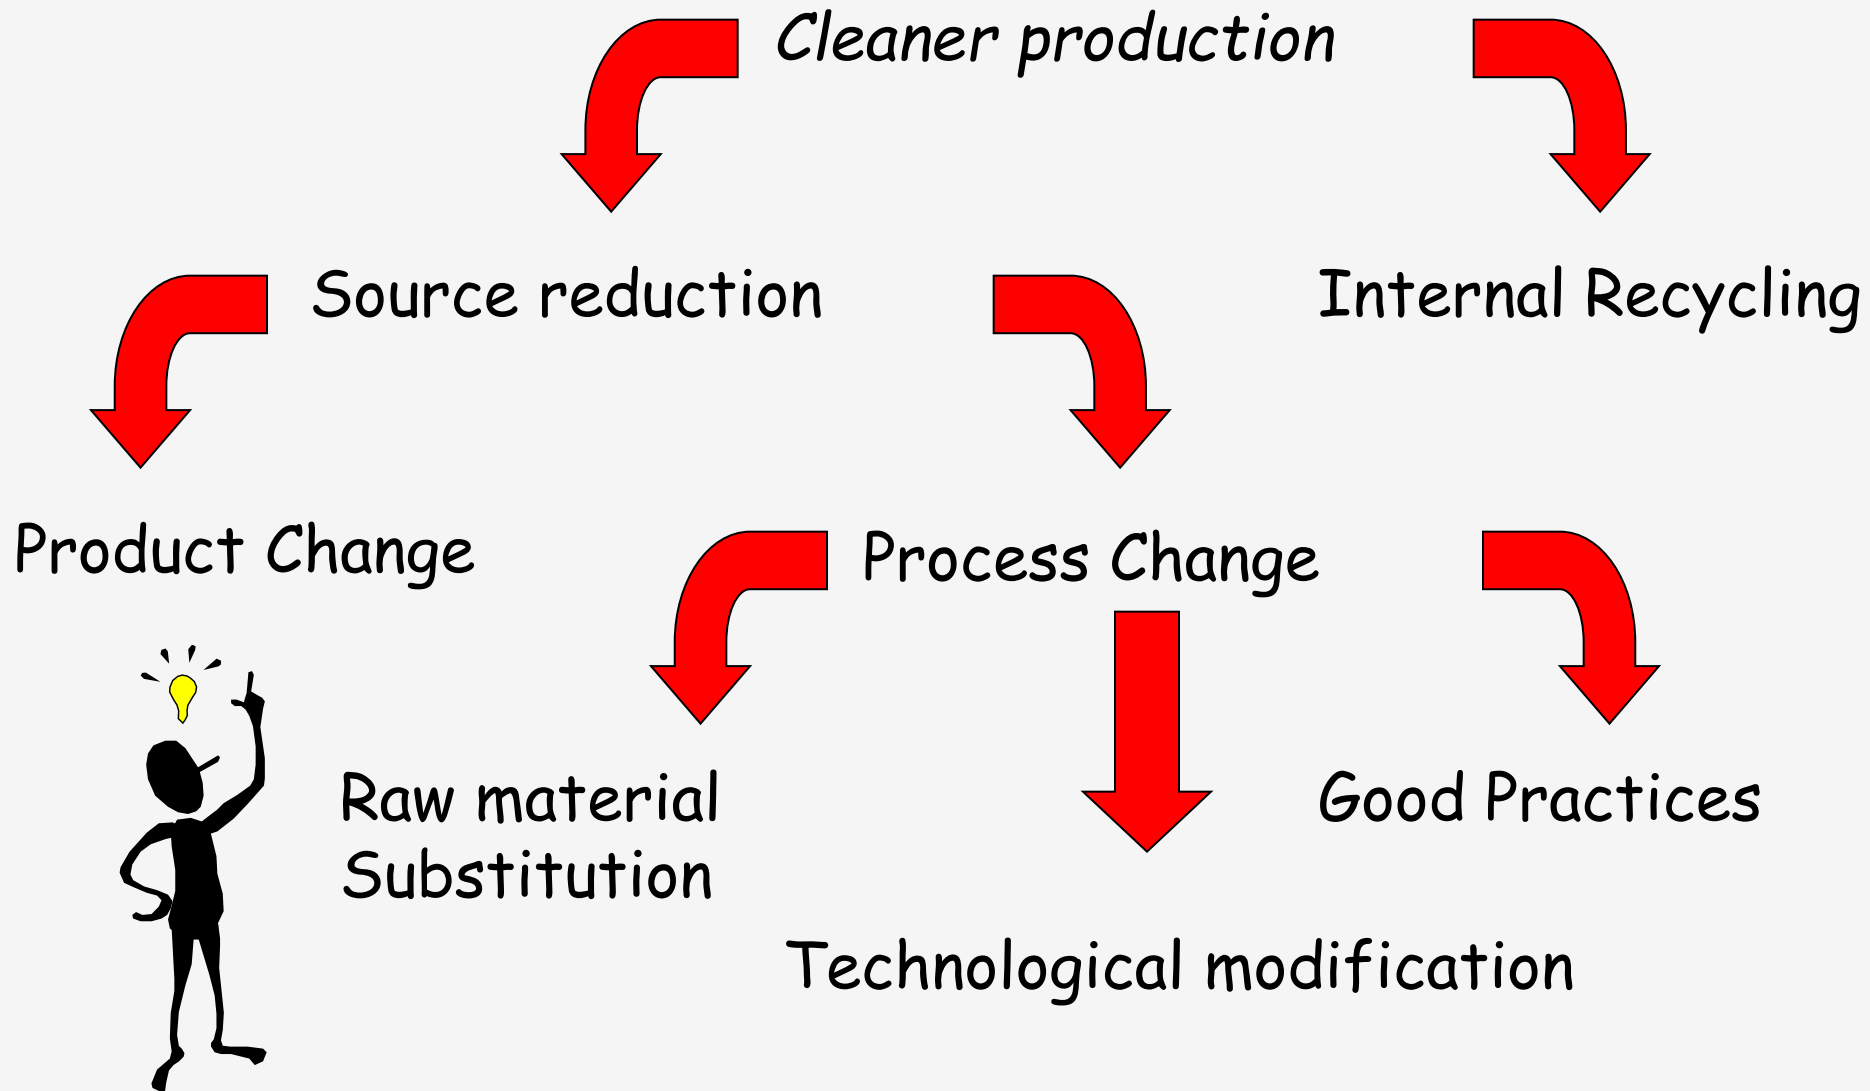 Cleaner production
Source reduction
Internal Recycling
Product Change
Process Change
Raw material
Substitution
Good Practices
Technological modification